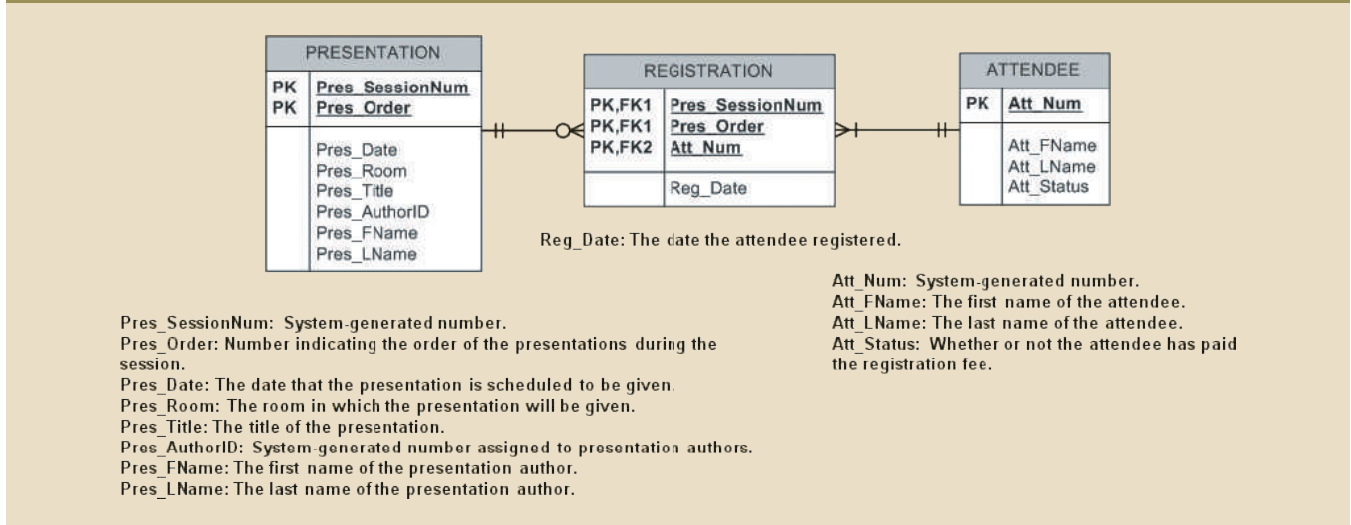 PRESENTATION
PK Pres_SessionNum
PK Pres_Order
Pres_Date
Pres_Room
Pres_Title
Pres_AuthorID
Pres_FName
Pres_LName
REGISTRATION
PK,FK1 Pres_SessionNum
PK,FK1 Pres_Order
PK,FK2 Att_Num
Reg_Date
ATTENDEE
PK Att_Num
Att_FName
Att_LName
Att_Status
Reg_Date: The date the attendee registered.
Att_Num: System-generated number.
Att_FName: The first name of the attendee.
Att_LName: The last name of the attendee.
Att_Status: Whether or not the attendee has paid
the registration fee.
Pres_SessionNum: System-generated number.
Pres_Order: Number indicating the order of the presentations during the
session.
Pres_Date: The date that the presentation is scheduled to be given.
Pres_Room: The room in which the presentation will be given.
Pres_Title: The title of the presentation.
Pres_AuthorID: System-generated number assigned to presentation authors.
Pres_FName: The first name of the presentation author.
Pres_LName: The last name of the presentation author.